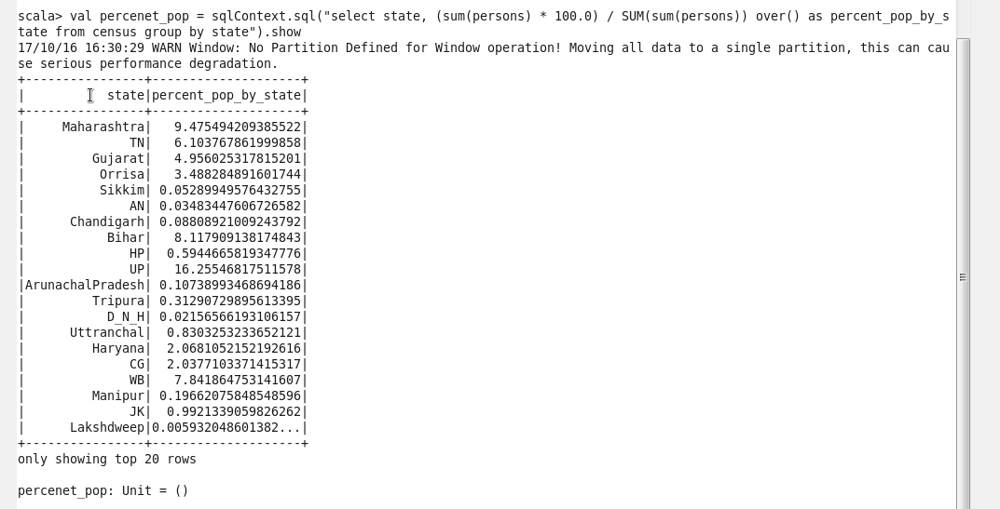 scala> val percenet_pop = sqlContext.sql("select state, (sum(persons) * 100.0) / SUM(sum(persons)) over() as percent_pop_by_s
tate from census group by state").show
17/10/16 16:30:29 WARN Window: No Partition Defined for Window operation! Moving all data to a single partition, this can cau
se serious performance degradation.
+----------------+--------------------+
|           state|percent_pop_by_state|
+----------------+--------------------+
|     Maharashtra|   9.475494209385522|
|              TN|   6.103767861999858|
|         Gujarat|   4.956025317815201|
|          Orrisa|   3.488284891601744|
|          Sikkim| 0.05289949576432755|
|              AN| 0.03483447606726582|
|      Chandigarh| 0.08808921009243792|
|           Bihar|   8.117909138174843|
|              HP|  0.5944665819347776|
|              UP|   16.25546817511578|
|ArunachalPradesh| 0.10738993468694186|
|         Tripura| 0.31290729895613395|
|           D_N_H| 0.02156566193106157|
|      Uttranchal|  0.8303253233652121|
|         Haryana|  2.0681052152192616|
|              CG|  2.0377103371415317|
|              WB|   7.841864753141607|
|         Manipur| 0.19662075848548596|
|              JK|  0.9921339059826262|
|      Lakshdweep|0.005932048601382...|
+----------------+--------------------+
only showing top 20 rows
percenet_pop: Unit = ()